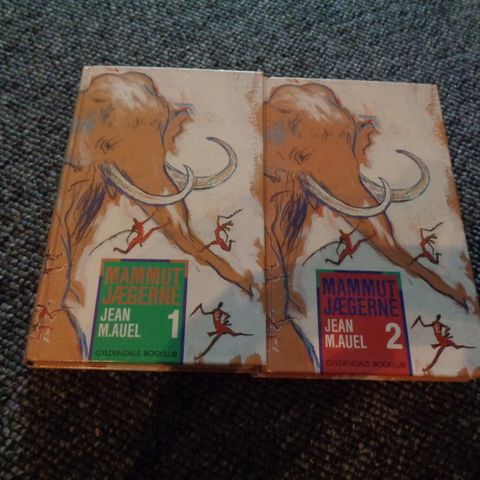 MAMMUT
JÆGERNE
JEAN
M.AUEL
1
GYLDENDALS BOGKLUB
MAMMUT
JÆGERNE
JEAN
M.AUEL
2
GYLDENDALS BOGKLUB